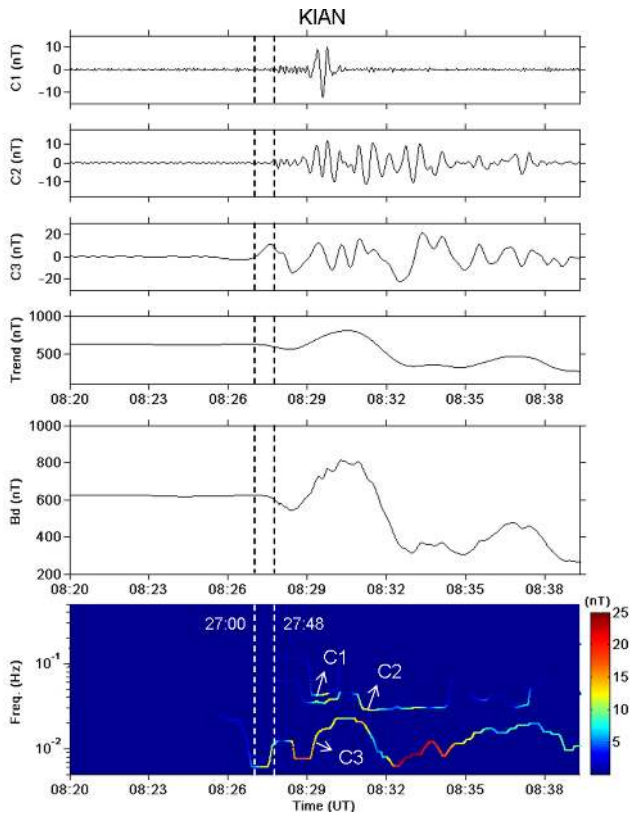 KIAN
C1 (nT)
10
0
-10
C2 (nT)
10
0
-10
C3 (nT)
20
0
-20
Trend (nT)
1000
500
08:20 08:23 08:26 08:29 08:32 08:35 08:38
Bd (nT)
1000
800
600
400
200
08:20 08:23 08:26 08:29 08:32 08:35 08:38
(nT)
27:00 27:48
C1 C2
C3
Freq. (Hz)
10-1
10-2
25
20
15
10
5
08:20 08:23 08:26 08:29 08:32 08:35 08:38
Time (UT)